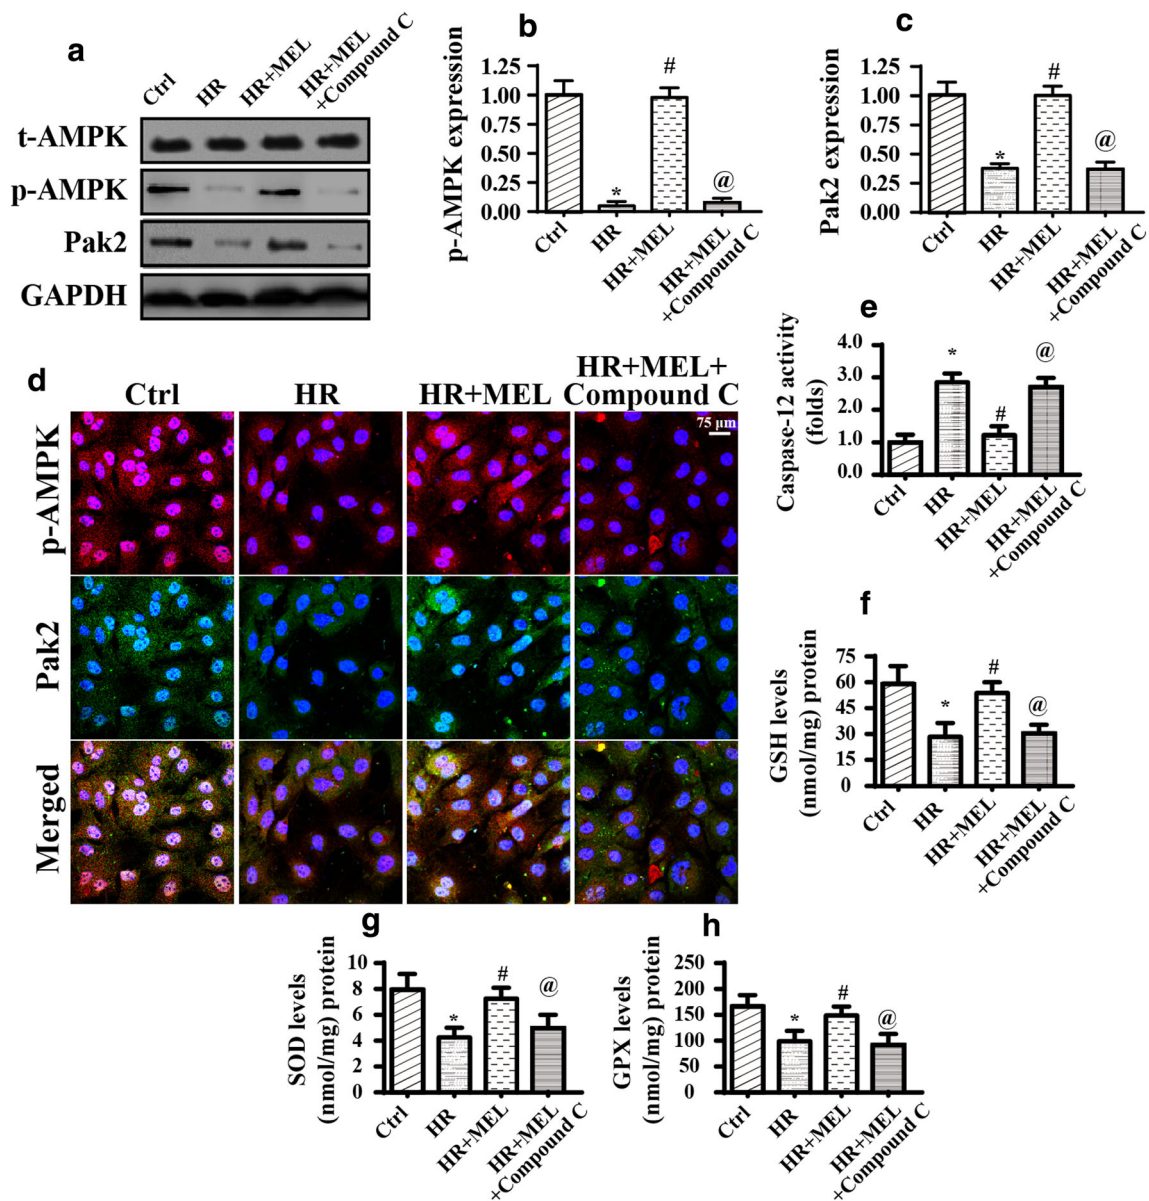 a
Ctrl
HR
HR+MEL
HR+MEL
+Compound C
t-AMPK
p-AMPK
Pak2
GAPDH
b
p-AMPK expression
1.25
1.00
0.75
0.50
0.25
0.00
*
#
@
Ctrl
HR
HR+MEL
HR+MEL
+Compound C
c
Pak2 expression
1.25
1.00
0.75
0.50
0.25
0.00
*
#
@
Ctrl
HR
HR+MEL
HR+MEL
+Compound C
d
Ctrl
HR
HR+MEL
HR+MEL+
Compound C
75 μm
p-AMPK
Pak2
Merged
e
Caspase-12 activity
(folds)
4.0
3.0
2.0
1.0
0.0
*
#
@
Ctrl
HR
HR+MEL
HR+MEL
+Compound C
f
GSH levels
(nmol/mg) protein
75
60
45
30
15
0
*
#
@
Ctrl
HR
HR+MEL
HR+MEL
+Compound C
g
SOD levels
(nmol/mg) protein
10
8
6
4
2
0
*
#
@
Ctrl
HR
HR+MEL
HR+MEL
+Compound C
h
GPX levels
(nmol/mg) protein
250
200
150
100
50
0
*
#
@
Ctrl
HR
HR+MEL
HR+MEL
+Compound C